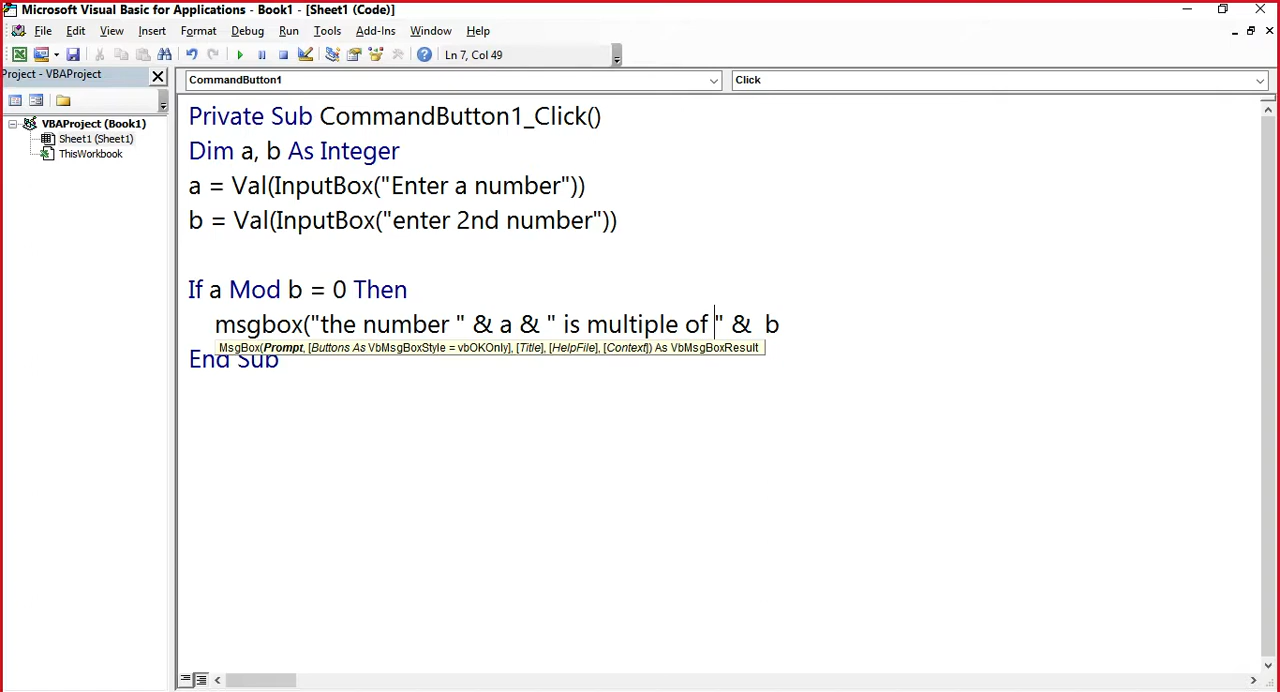 Microsoft Visual Basic for Applications - Book1 - [Sheet1 (Code)]
File Edit View Insert Format Debug Run Tools Add-Ins Window Help
Ln 7, Col 49
Project - VBAProject
CommandButton1 Click
VBAProject (Book1)
Sheet1 (Sheet1)
ThisWorkbook
Private Sub CommandButton1_Click()
Dim a, b As Integer
a = Val(InputBox("Enter a number"))
b = Val(InputBox("enter 2nd number"))
If a Mod b = 0 Then
msgbox("the number " & a & " is multiple of " &  b
MsgBox(Prompt, [Buttons As VbMsgBoxStyle = vbOKOnly], [Title], [HelpFile], [Context]) As VbMsgBoxResult
End Sub